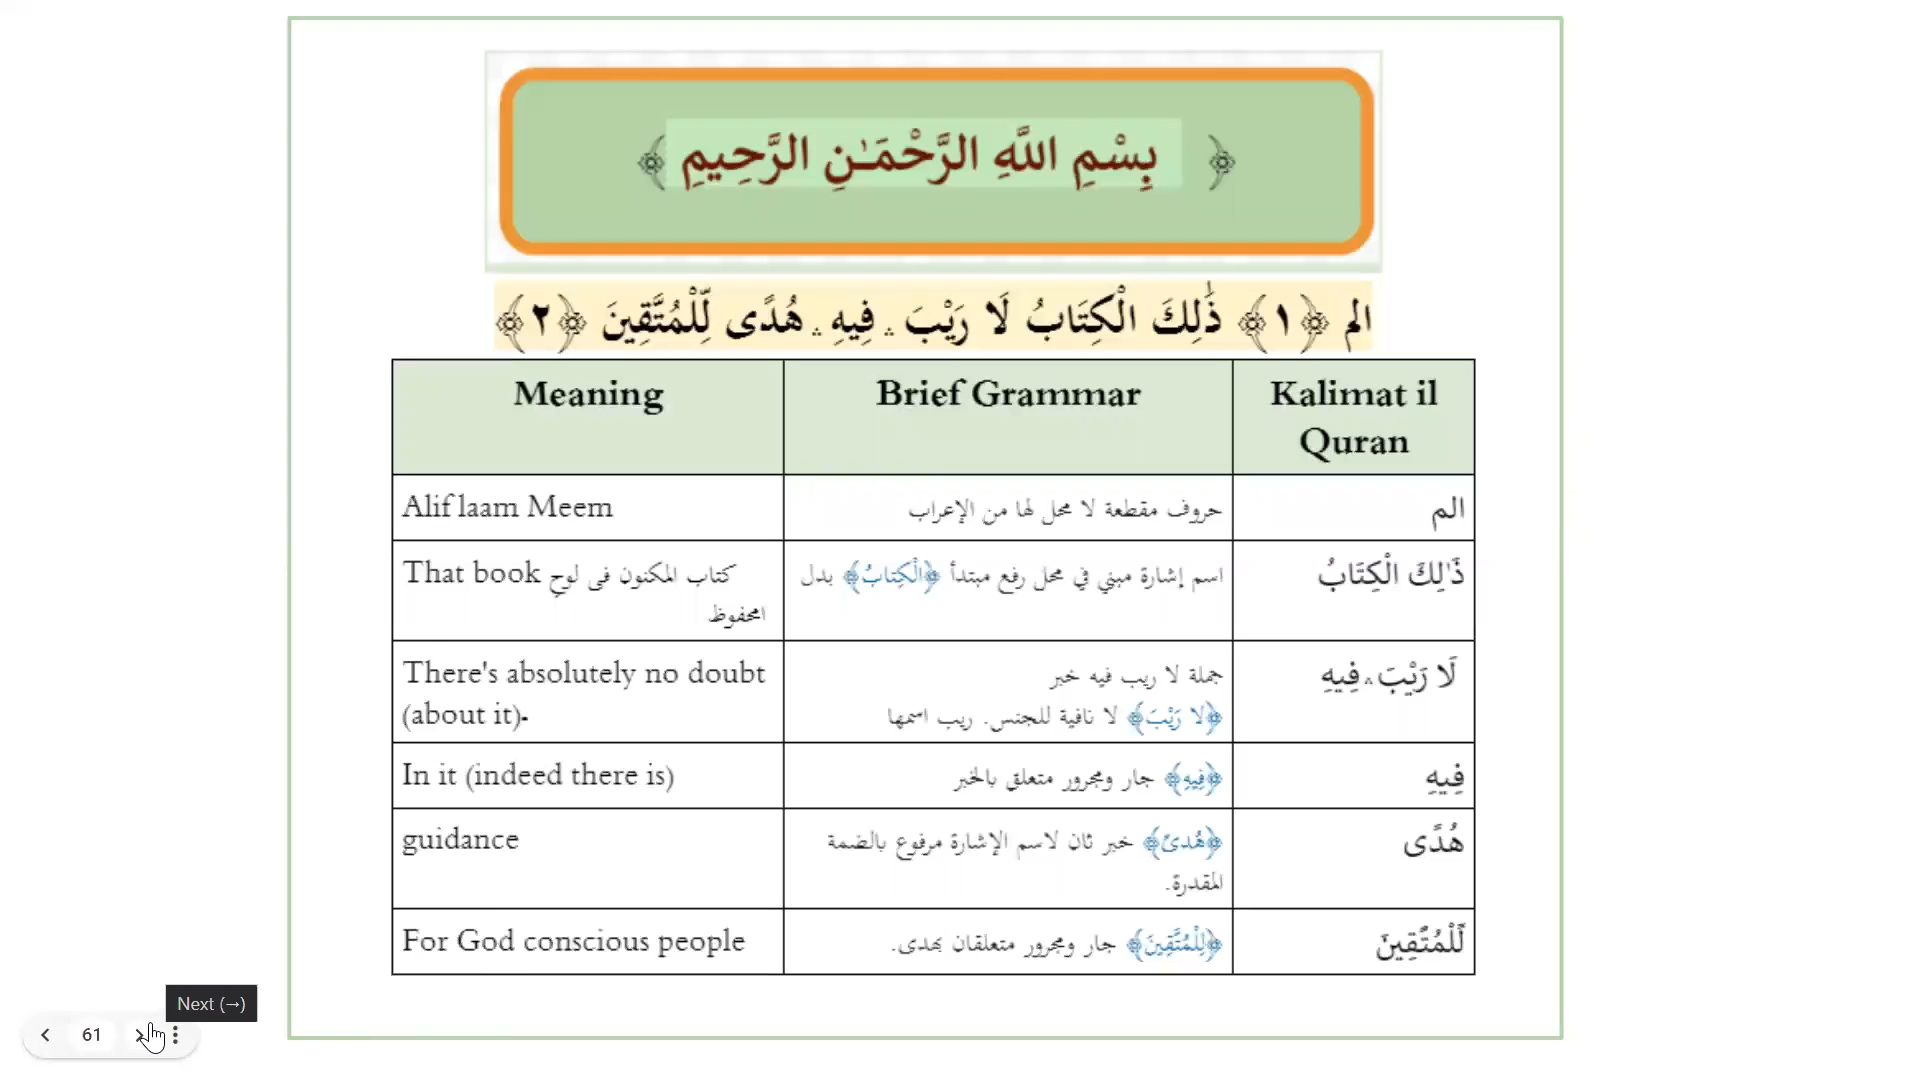 ﴿ بِسْمِ اللَّهِ الرَّحْمَـٰنِ الرَّحِيمِ ﴾
الم ﴿١﴾ ذَٰلِكَ الْكِتَابُ لَا رَيْبَ ۛ فِيهِ ۛ هُدًى لِّلْمُتَّقِينَ ﴿٢﴾
Meaning Brief Grammar Kalimat il
Quran
Alif laam Meem حروف مقطعة لا محل لها من الإعراب الم
That book كتاب المكنون فى لوحِ اسم إشارة مبني في محل رفع مبتدأ ﴿الْكِتابُ﴾ بدل ذَٰلِكَ الْكِتَابُ
امحفوظ
There's absolutely no doubt جملة لا ريب فيه خبر لَا رَيْبَ ۛ فِيهِ
(about it)- ﴿لا رَيْبَ﴾ لا نافية للجنس. ريب اسمها
In it (indeed there is) ﴿فِيهِ﴾ جار ومجرور متعلق بالخبر فِيهِ
guidance ﴿هُدىً﴾ خبر ثان لاسم الإشارة مرفوع بالضمة هُدًى
المقدرة.
For God conscious people ﴿لِلْمُتَّقِينَ﴾ جار ومجرور متعلقان بهدى. لِّلْمُتَّقِينَ
Next (→)
61